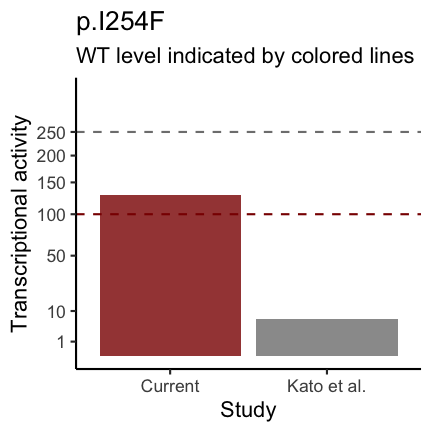 p.I254F
WT level indicated by colored lines
Transcriptional activity
250
200
150
100
50
10
1
Current
Kato et al.
Study